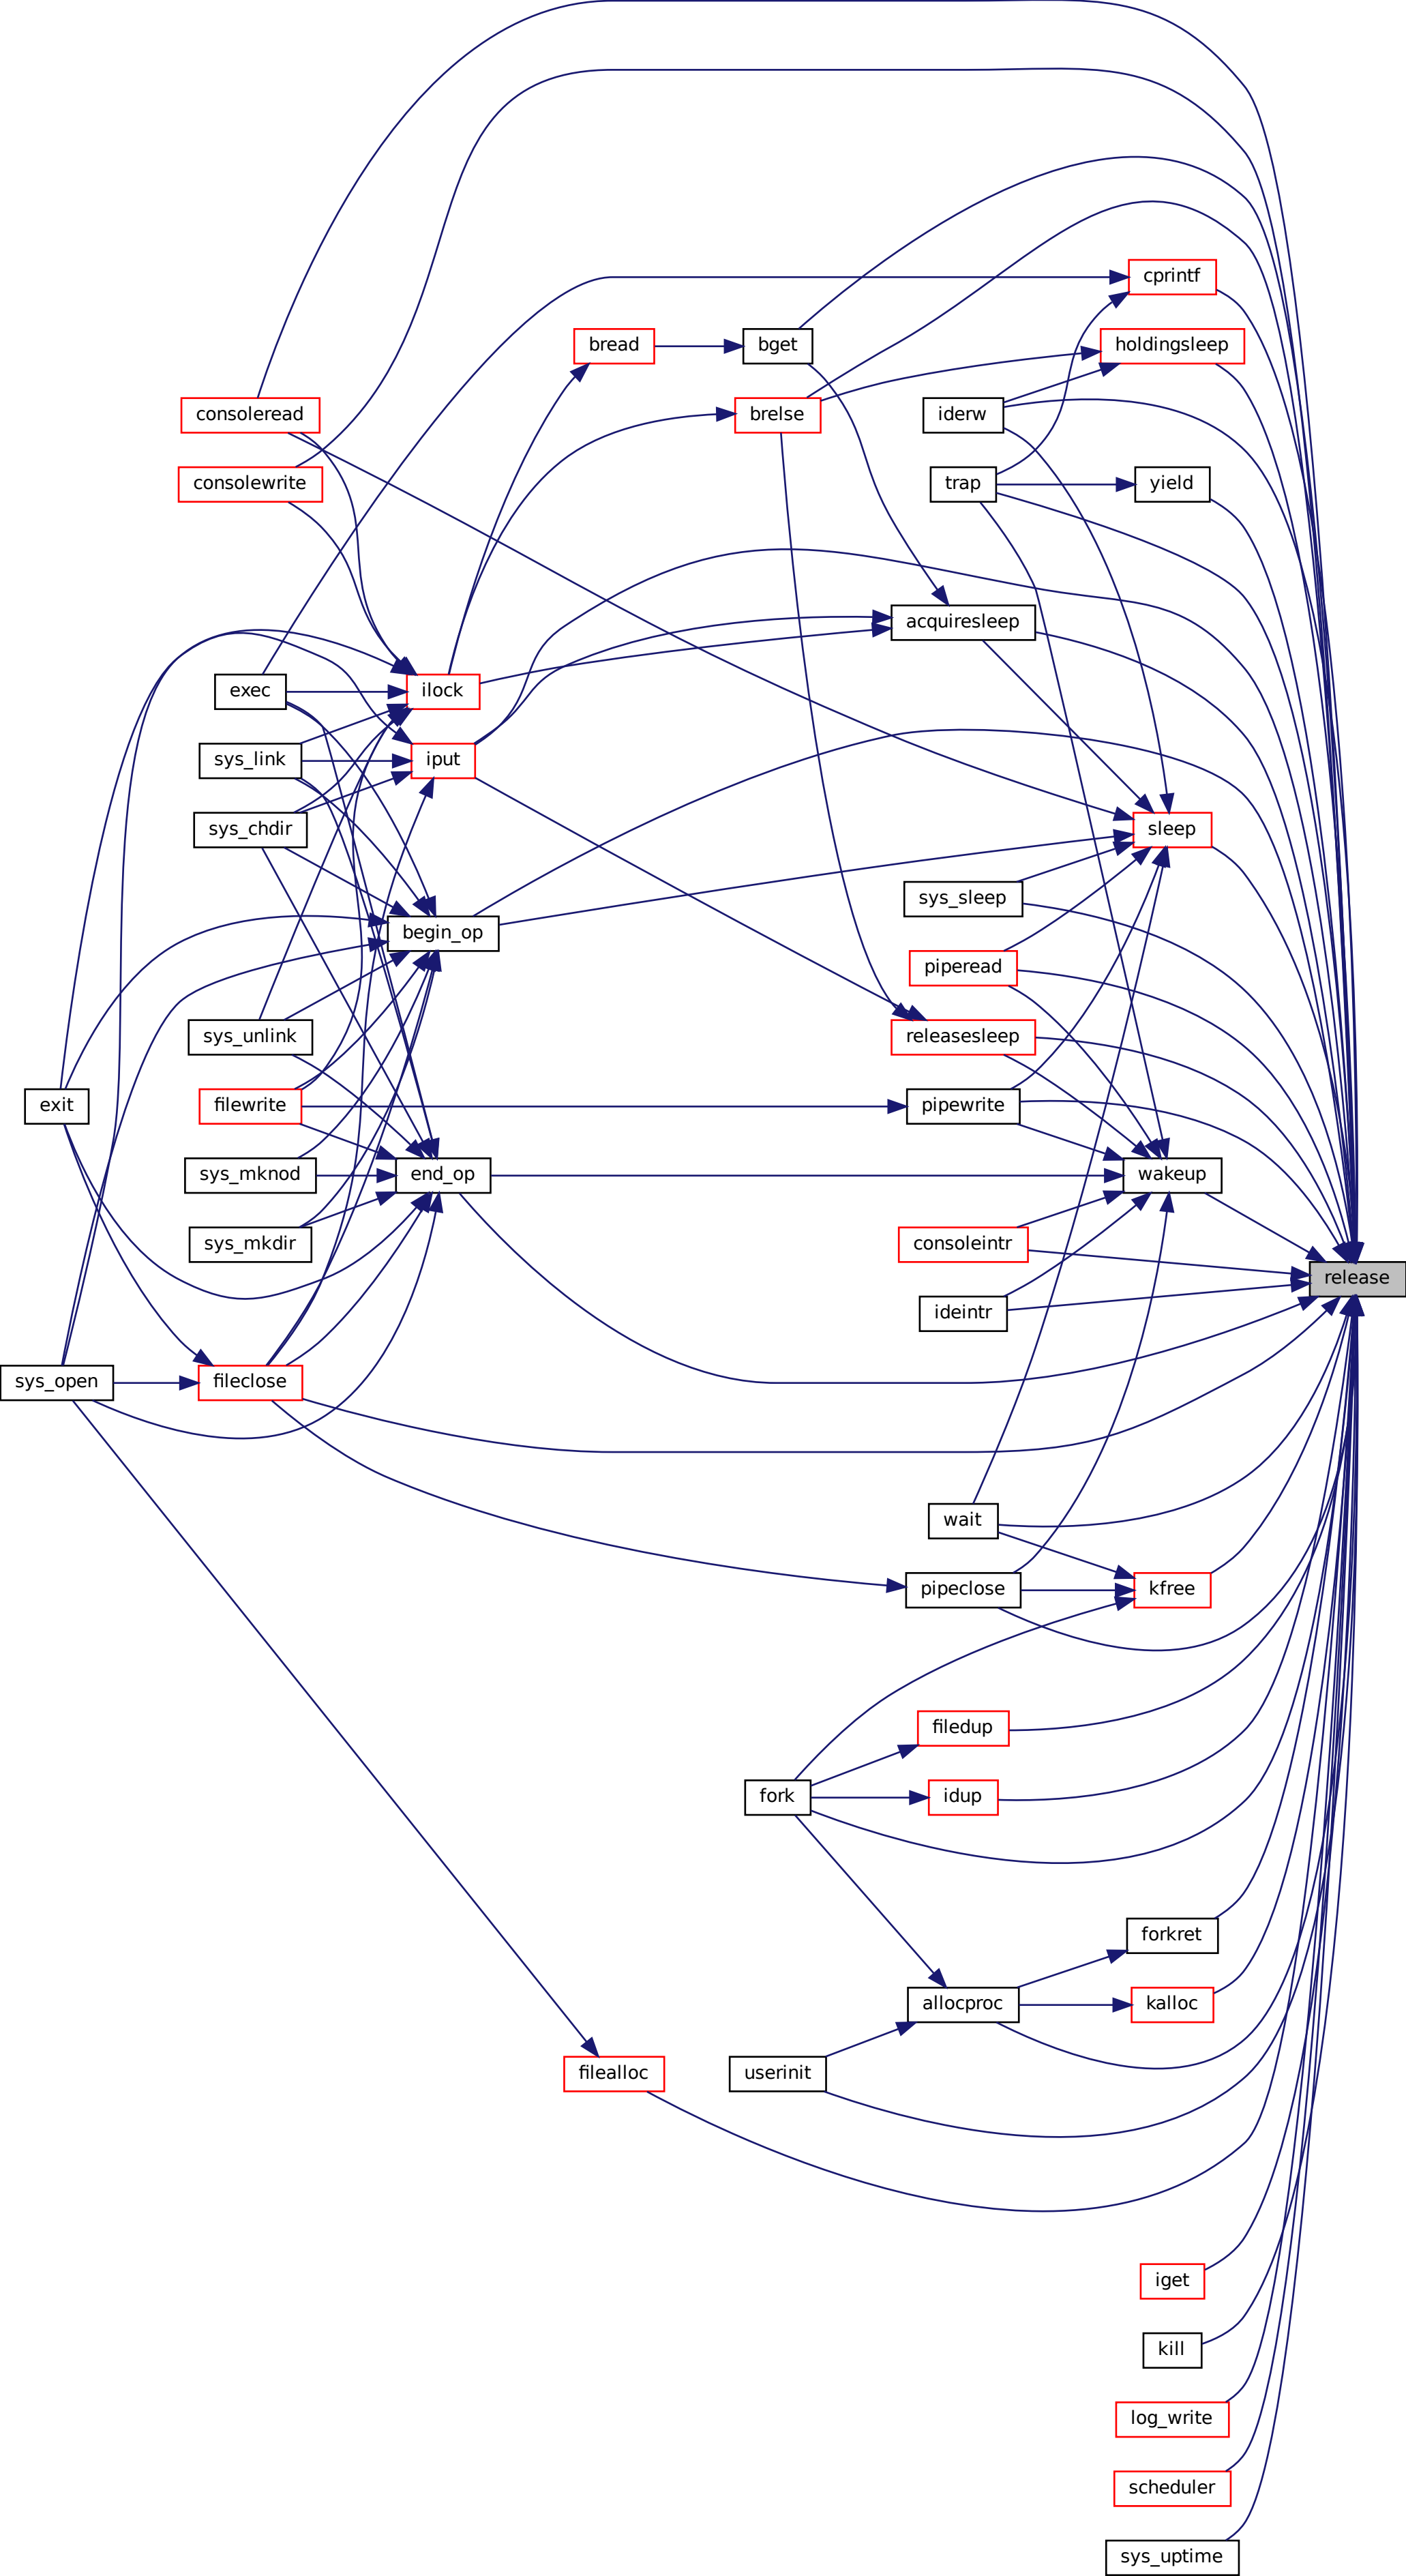 cprintf
bread
bget
holdingsleep
consoleread
brelse
iderw
consolewrite
trap
yield
acquiresleep
exec
ilock
sys_link
iput
sys_chdir
sleep
sys_sleep
begin_op
piperead
sys_unlink
releasesleep
exit
filewrite
pipewrite
sys_mknod
end_op
wakeup
sys_mkdir
consoleintr
release
ideintr
sys_open
fileclose
wait
pipeclose
kfree
filedup
fork
idup
forkret
allocproc
kalloc
filealloc
userinit
iget
kill
log_write
scheduler
sys_uptime